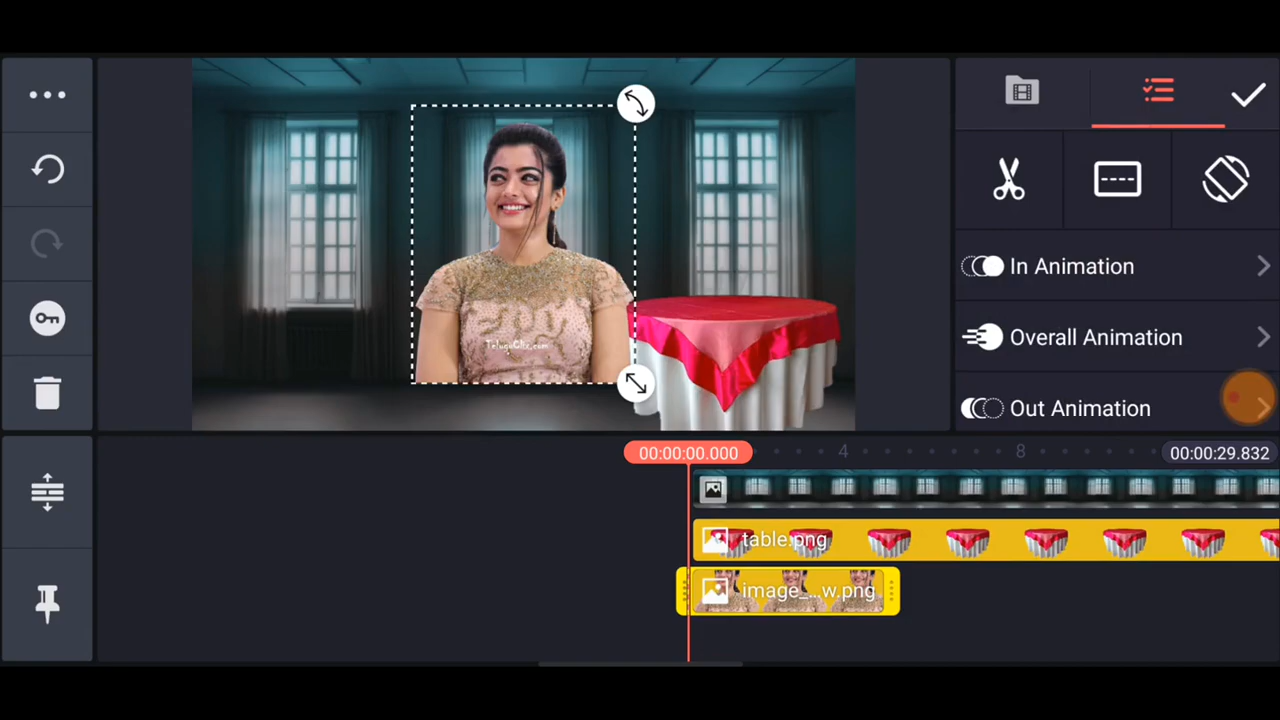 TeluguClix.com
In Animation
Overall Animation
Out Animation
00:00:00.000
4
8
00:00:29.832
table.png
image_...w.png